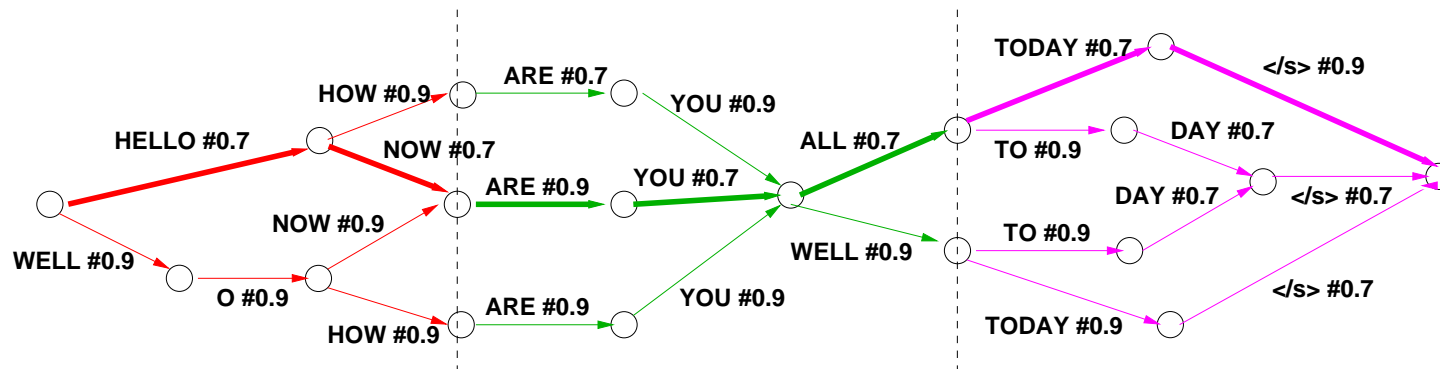 TODAY #0.7
</s> #0.9
ARE #0.7
HOW #0.9
YOU #0.9
HELLO #0.7
ALL #0.7
DAY #0.7
NOW #0.7
TO #0.9
ARE #0.9
YOU #0.7
DAY #0.7
</s> #0.7
NOW #0.9
TO #0.9
WELL #0.9
WELL #0.9
O #0.9
YOU #0.9
</s> #0.7
ARE #0.9
HOW #0.9
TODAY #0.9